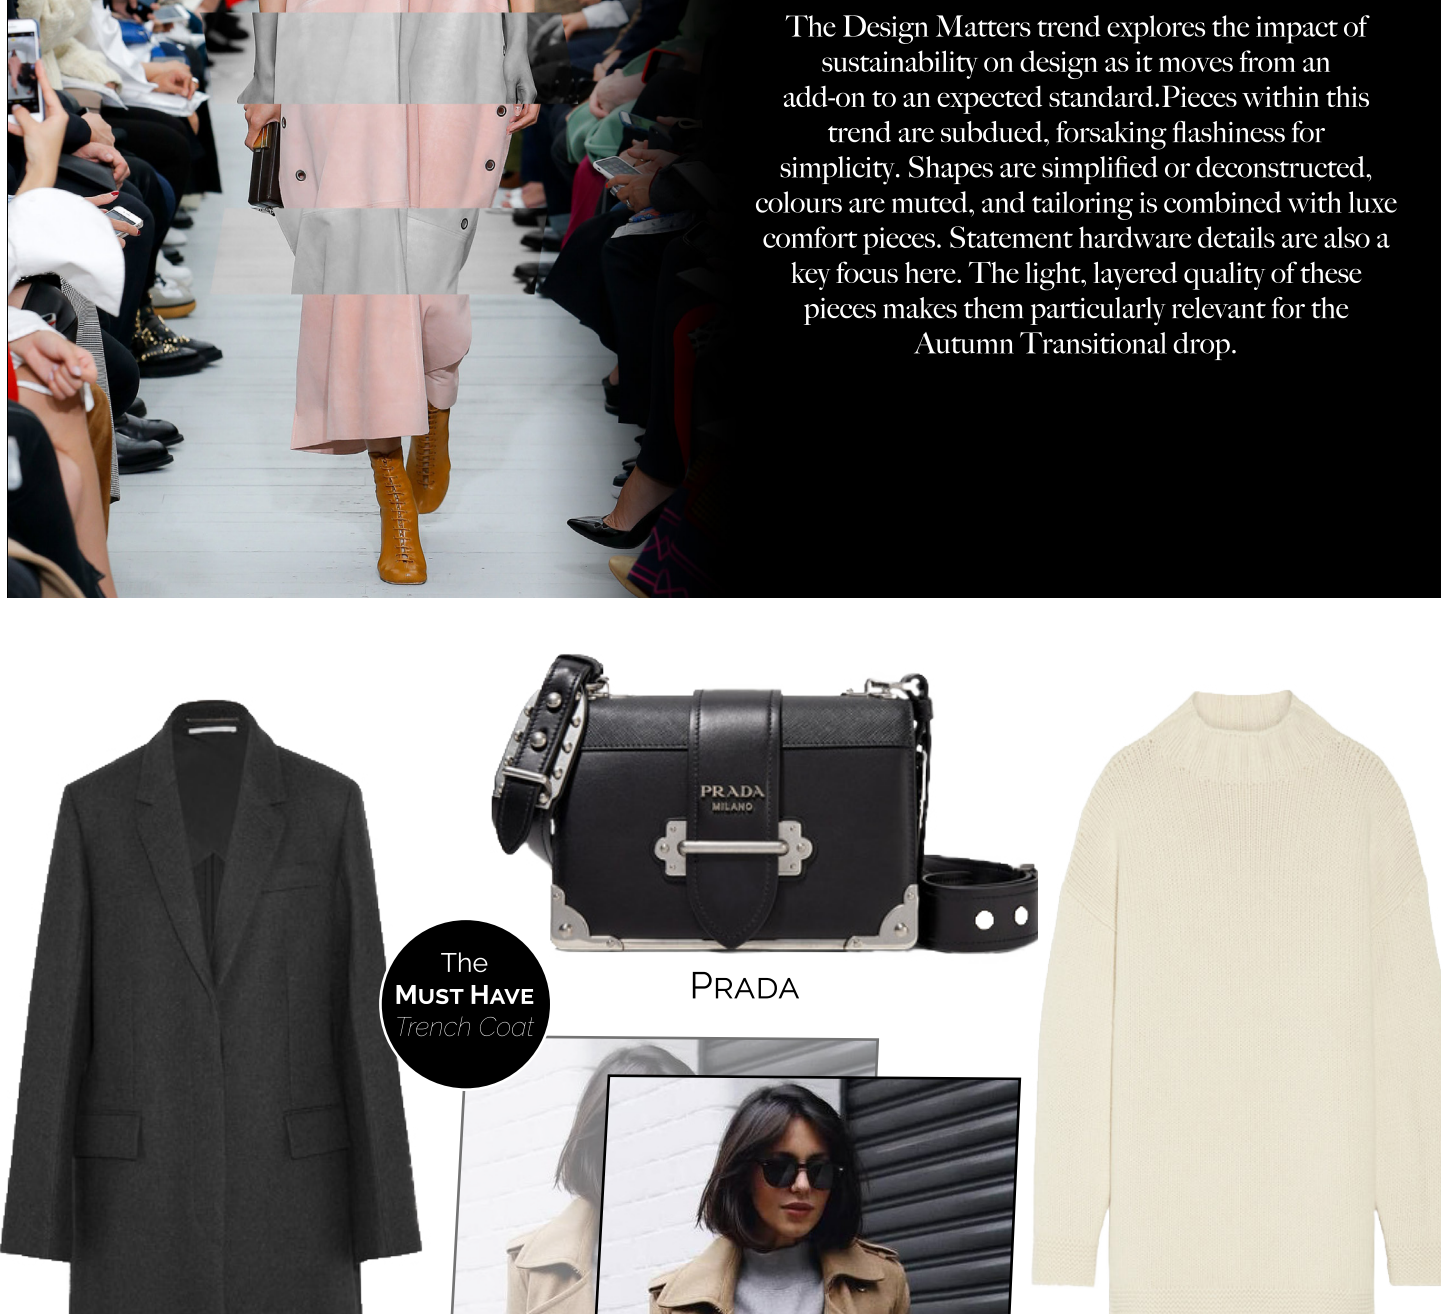 The Design Matters trend explores the impact of
sustainability on design as it moves from an
add-on to an expected standard.Pieces within this
trend are subdued, forsaking flashiness for
simplicity. Shapes are simplified or deconstructed,
colours are muted, and tailoring is combined with luxe
comfort pieces. Statement hardware details are also a
key focus here. The light, layered quality of these
pieces makes them particularly relevant for the
Autumn Transitional drop.
PRADA
MILANO
The
MUST HAVE
Trench Coat
PRADA